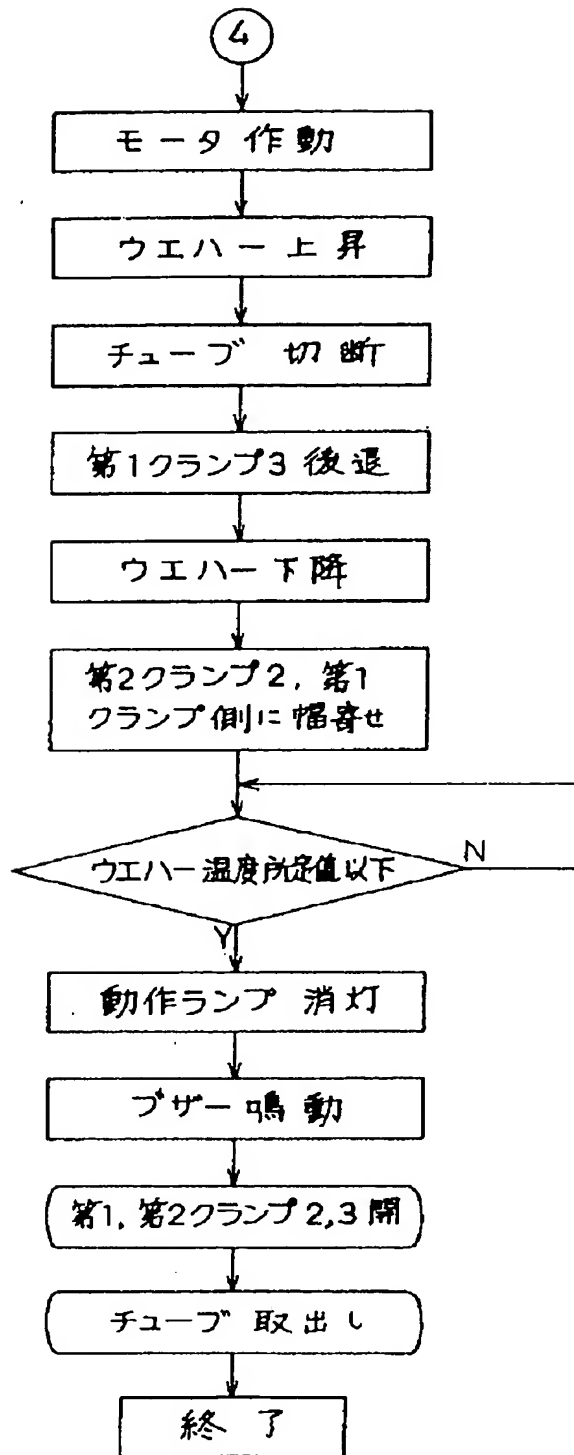 4
モータ作動
ウエハー上昇
チューブ 切断
第1クランプ3 後退
ウエハー下降
第2クランプ2, 第1
クランプ側に幅寄せ
ウエハー温度所定値以下
N
Y
動作ランプ 消灯
ブザー鳴動
第1, 第2クランプ2,3開
チューブ 取出し
終了